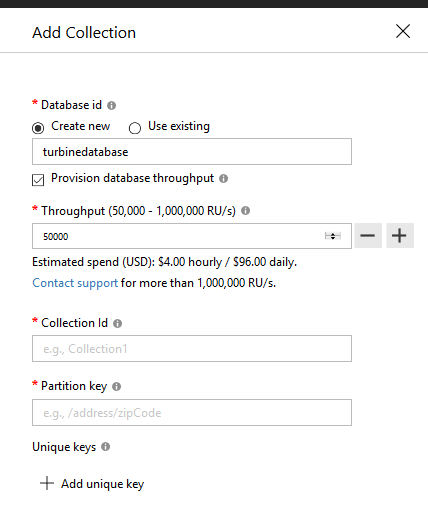 Add Collection
* Database id
Create new Use existing
turbinedatabase
Provision database throughput
* Throughput (50,000 - 1,000,000 RU/s)
50000
Estimated spend (USD): $4.00 hourly / $96.00 daily.
Contact support for more than 1,000,000 RU/s.
* Collection Id
e.g., Collection1
* Partition key
e.g., /address/zipCode
Unique keys
Add unique key